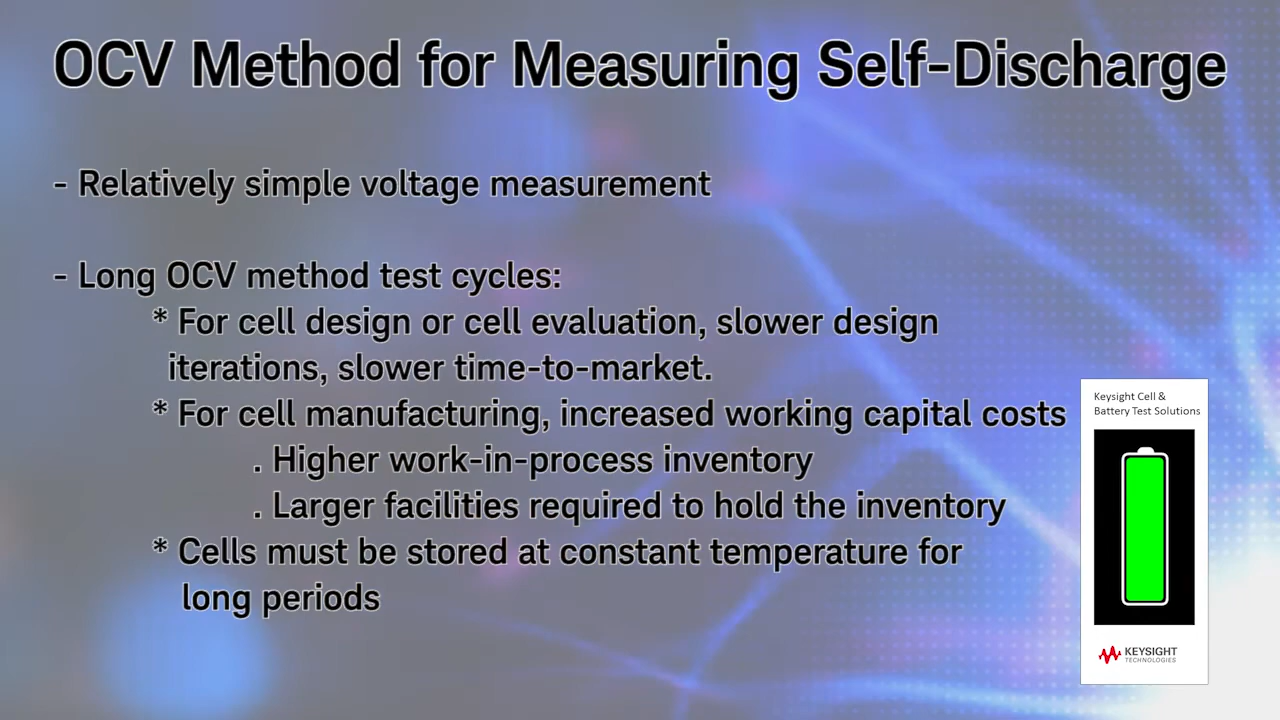 OCV Method for Measuring Self-Discharge
- Relatively simple voltage measurement
- Long OCV method test cycles:
* For cell design or cell evaluation, slower design
iterations, slower time-to-market.
* For cell manufacturing, increased working capital costs
. Higher work-in-process inventory
. Larger facilities required to hold the inventory
* Cells must be stored at constant temperature for
long periods
Keysight Cell &
Battery Test Solutions
KEYSIGHT
TECHNOLOGIES